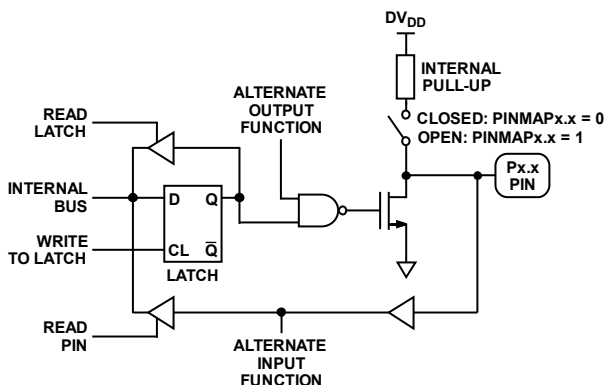 DVDD
INTERNAL
PULL-UP
ALTERNATE
OUTPUT
FUNCTION
READ
LATCH
CLOSED: PINMAPx.x = 0
OPEN: PINMAPx.x = 1
Px.x
PIN
INTERNAL
BUS
D Q
WRITE
TO LATCH
CL Q̅
LATCH
READ
PIN
ALTERNATE
INPUT
FUNCTION